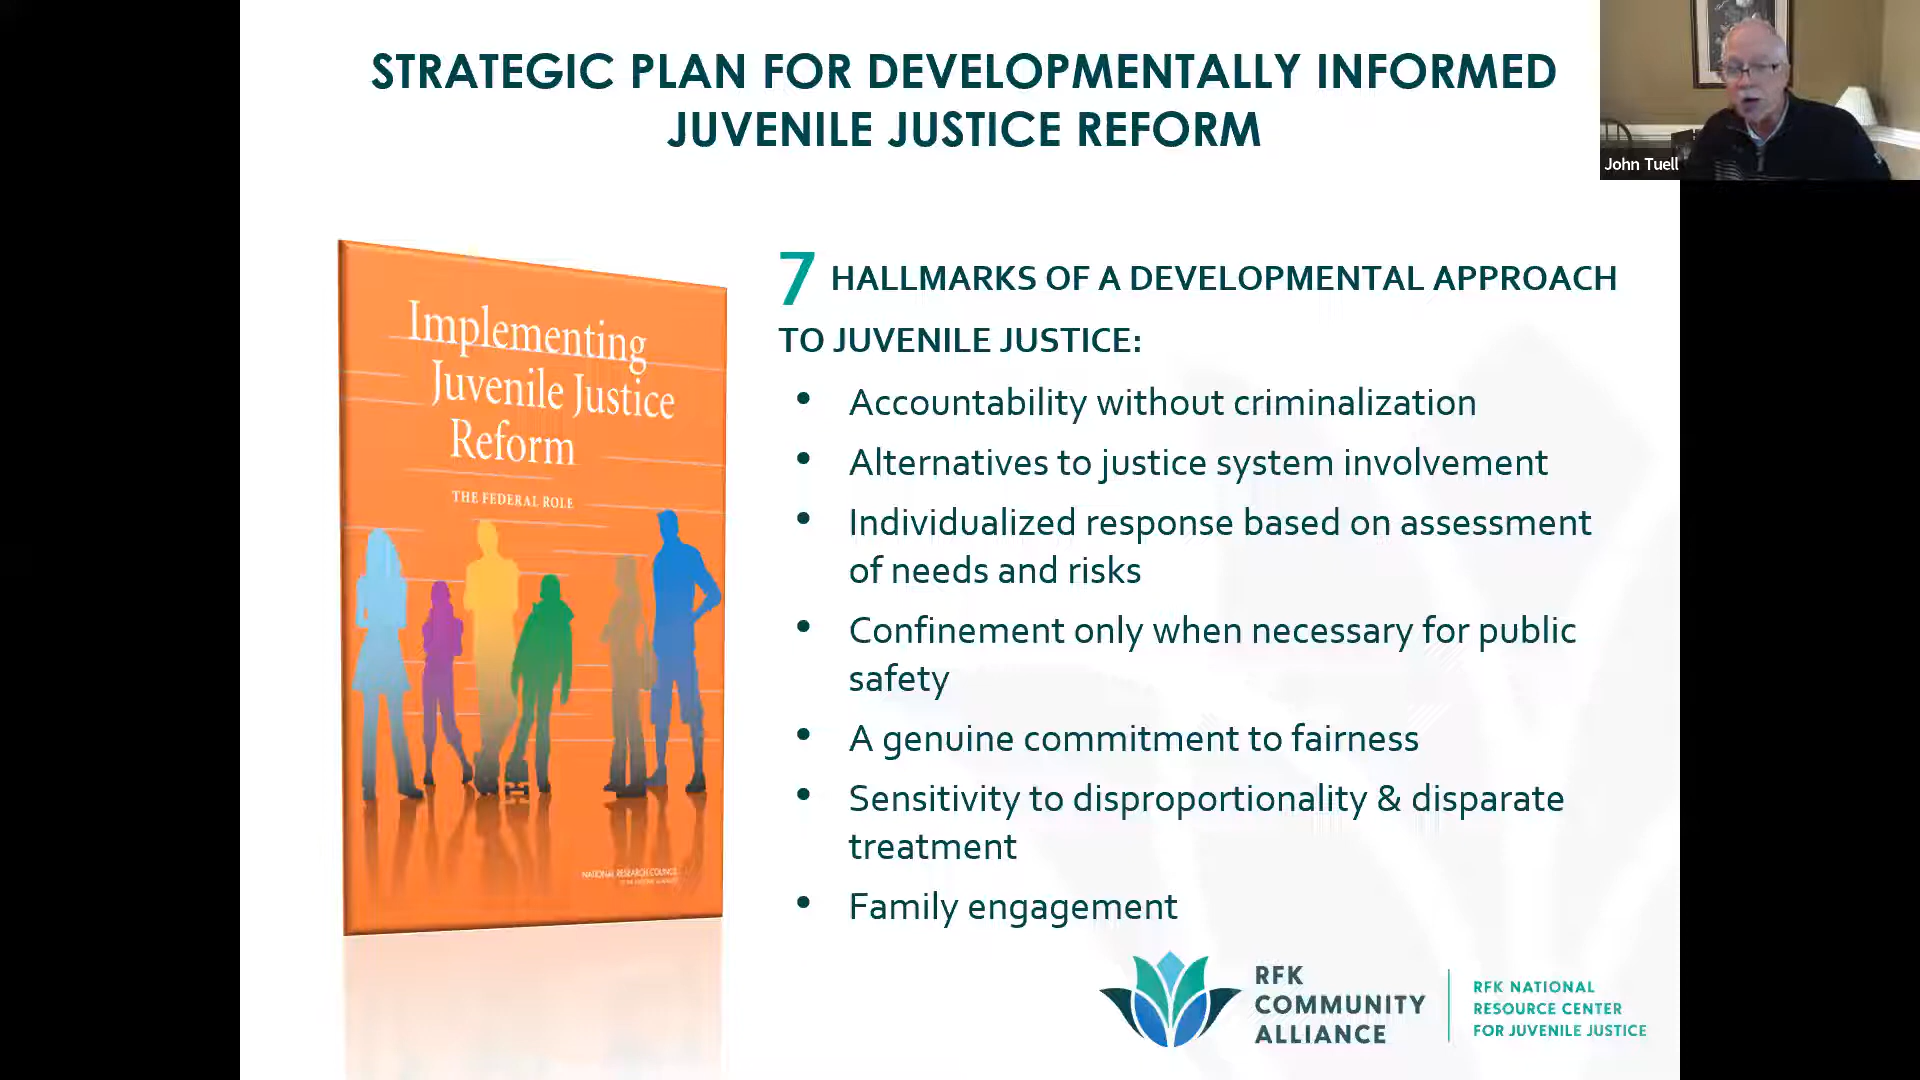 STRATEGIC PLAN FOR DEVELOPMENTALLY INFORMED
JUVENILE JUSTICE REFORM
John Tuell
Implementing
Juvenile Justice
Reform
THE FEDERAL ROLE
NATIONAL RESEARCH COUNCIL
7 HALLMARKS OF A DEVELOPMENTAL APPROACH
TO JUVENILE JUSTICE:
• Accountability without criminalization
• Alternatives to justice system involvement
• Individualized response based on assessment
of needs and risks
• Confinement only when necessary for public
safety
• A genuine commitment to fairness
• Sensitivity to disproportionality & disparate
treatment
• Family engagement
RFK
COMMUNITY
ALLIANCE
RFK NATIONAL
RESOURCE CENTER
FOR JUVENILE JUSTICE